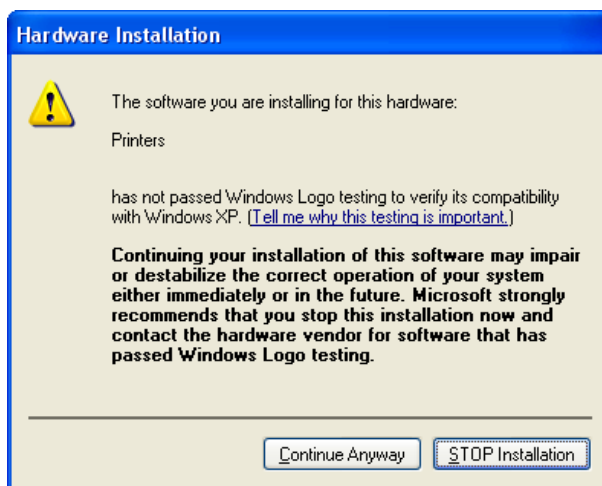 Hardware Installation
The software you are installing for this hardware:
Printers
has not passed Windows Logo testing to verify its compatibility
with Windows XP. (Tell me why this testing is important.)
Continuing your installation of this software may impair
or destabilize the correct operation of your system
either immediately or in the future. Microsoft strongly
recommends that you stop this installation now and
contact the hardware vendor for software that has
passed Windows Logo testing.
Continue Anyway
STOP Installation